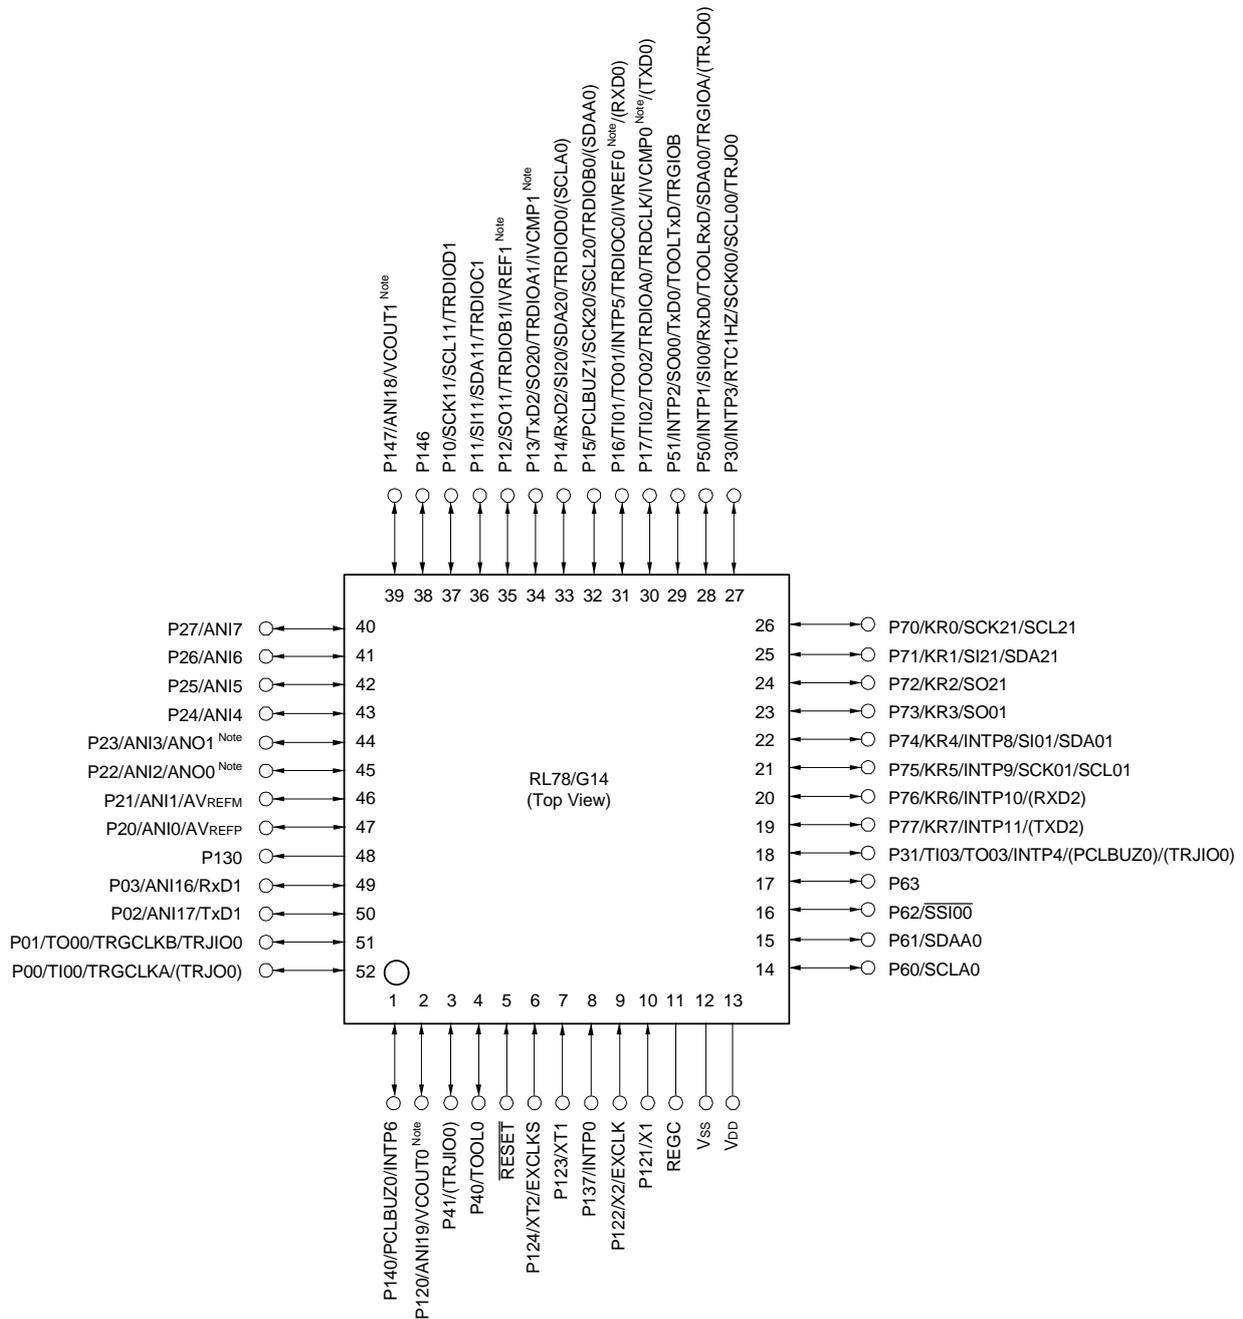 P147/ANI18/VCOUT1 Note
P146
P10/SCK11/SCL11/TRDIOD1
P11/SI11/SDA11/TRDIOC1
P12/SO11/TRDIOB1/IVREF1 Note
P13/TxD2/SO20/TRDIOA1/IVCMP1 Note
P14/RxD2/SI20/SDA20/TRDIOD0/(SCLA0)
P15/PCLBUZ1/SCK20/SCL20/TRDIOB0/(SDAA0)
P16/TI01/TO01/INTP5/TRDIOC0/IVREF0 Note/(RXD0)
P17/TI02/TO02/TRDIOA0/TRDCLK/IVCMP0 Note/(TXD0)
P51/INTP2/SO00/TxD0/TOOLTxD/TRGIOB
P50/INTP1/SI00/RxD0/TOOLRxD/SDA00/TRGIOA/(TRJO0)
P30/INTP3/RTC1HZ/SCK00/SCL00/TRJO0
39 38 37 36 35 34 33 32 31 30 29 28 27
P27/ANI7 40
P26/ANI6 41
P25/ANI5 42
P24/ANI4 43
P23/ANI3/ANO1 Note 44
P22/ANI2/ANO0 Note 45
P21/ANI1/AVREFM 46
P20/ANI0/AVREFP 47
P130 48
P03/ANI16/RxD1 49
P02/ANI17/TxD1 50
P01/TO00/TRGCLKB/TRJIO0 51
P00/TI00/TRGCLKA/(TRJO0) 52
RL78/G14
(Top View)
26 P70/KR0/SCK21/SCL21
25 P71/KR1/SI21/SDA21
24 P72/KR2/SO21
23 P73/KR3/SO01
22 P74/KR4/INTP8/SI01/SDA01
21 P75/KR5/INTP9/SCK01/SCL01
20 P76/KR6/INTP10/(RXD2)
19 P77/KR7/INTP11/(TXD2)
18 P31/TI03/TO03/INTP4/(PCLBUZ0)/(TRJIO0)
17 P63
16 P62/SSI00
15 P61/SDAA0
14 P60/SCLA0
1 2 3 4 5 6 7 8 9 10 11 12 13
P140/PCLBUZ0/INTP6
P120/ANI19/VCOUT0 Note
P41/(TRJIO0)
P40/TOOL0
RESET
P124/XT2/EXCLKS
P123/XT1
P137/INTP0
P122/X2/EXCLK
P121/X1
REGC
VSS
VDD